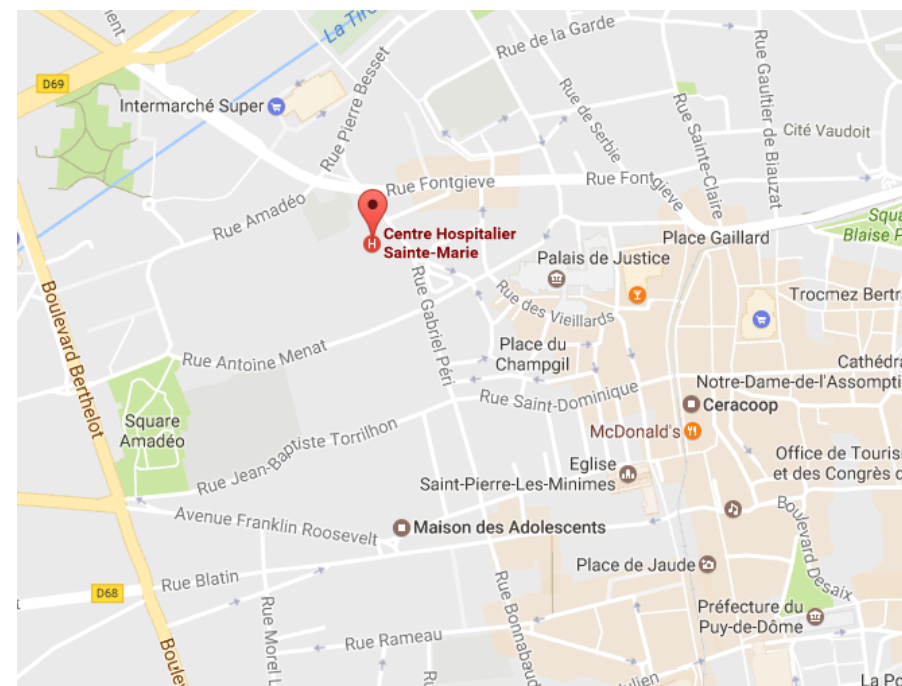 La Tire
Rue de la Garde
Rue Gaultier de Biauzat
D69
Intermarché Super
Rue Pierre Besset
Rue de Serbie
Rue Sainte-Claire
Cité Vaudoit
Rue Fontgieve
Rue Fontgieve
Rue Amadéo
Squa
Blaise P
Centre Hospitalier
Sainte-Marie
Place Gaillard
Palais de Justice
Rue Gabriel Péri
Rue des Vieillards
Trocmez Bertr
Boulevard Berthelot
Rue Antoine Menat
Place du
Champgil
Cathédra
Notre-Dame-de-l'Assompti
Rue Saint-Dominique
Ceracoop
Square
Amadéo
McDonald's
Rue Jean-Baptiste Torrilhon
Office de Touris
et des Congrès d
Eglise
Saint-Pierre-Les-Minimes
Avenue Franklin Roosevelt
Maison des Adolescents
Boulevard Desaix
Place de Jaude
Rue Blatin
D68
Rue Bonnabaud
Préfecture du
Puy-de-Dôme
Rue Morel L
Rue Rameau
Boulev
ulien
La Po